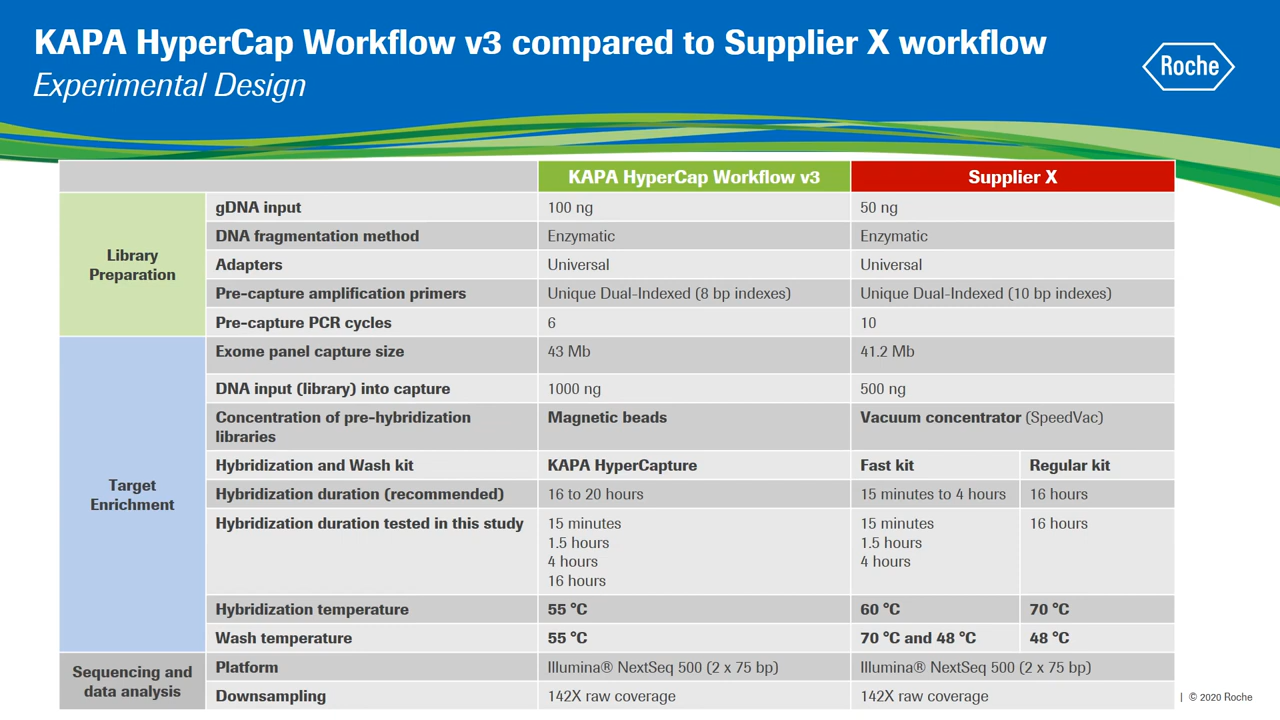 KAPA HyperCap Workflow v3 compared to Supplier X workflow
Experimental Design
Roche
KAPA HyperCap Workflow v3 Supplier X
Library
Preparation
gDNA input 100 ng 50 ng
DNA fragmentation method Enzymatic Enzymatic
Adapters Universal Universal
Pre-capture amplification primers Unique Dual-Indexed (8 bp indexes) Unique Dual-Indexed (10 bp indexes)
Pre-capture PCR cycles 6 10
Target
Enrichment
Exome panel capture size 43 Mb 41.2 Mb
DNA input (library) into capture 1000 ng 500 ng
Concentration of pre-hybridization Magnetic beads Vacuum concentrator (SpeedVac)
libraries
Hybridization and Wash kit KAPA HyperCapture Fast kit Regular kit
Hybridization duration (recommended) 16 to 20 hours 15 minutes to 4 hours 16 hours
Hybridization duration tested in this study 15 minutes 15 minutes 16 hours
1.5 hours 1.5 hours
4 hours 4 hours
16 hours
Hybridization temperature 55 °C 60 °C 70 °C
Wash temperature 55 °C 70 °C and 48 °C 48 °C
Sequencing and
data analysis
Platform Illumina® NextSeq 500 (2 x 75 bp) Illumina® NextSeq 500 (2 x 75 bp)
Downsampling 142X raw coverage 142X raw coverage
| © 2020 Roche